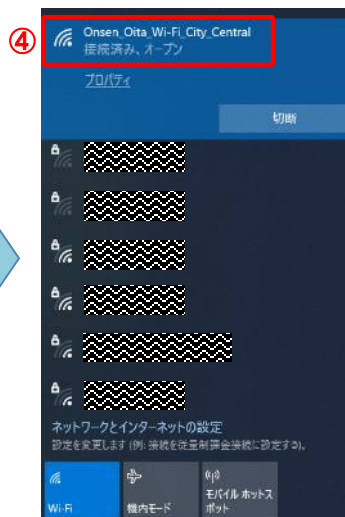 ④
Onsen_Oita_Wi-Fi_City_Central
接続済み、オープン
プロパティ
切断
ネットワークとインターネットの設定
設定を変更します (例: 接続を従量制課金接続に設定する)。
Wi-Fi
機内モード
モバイル ホットス
ポット